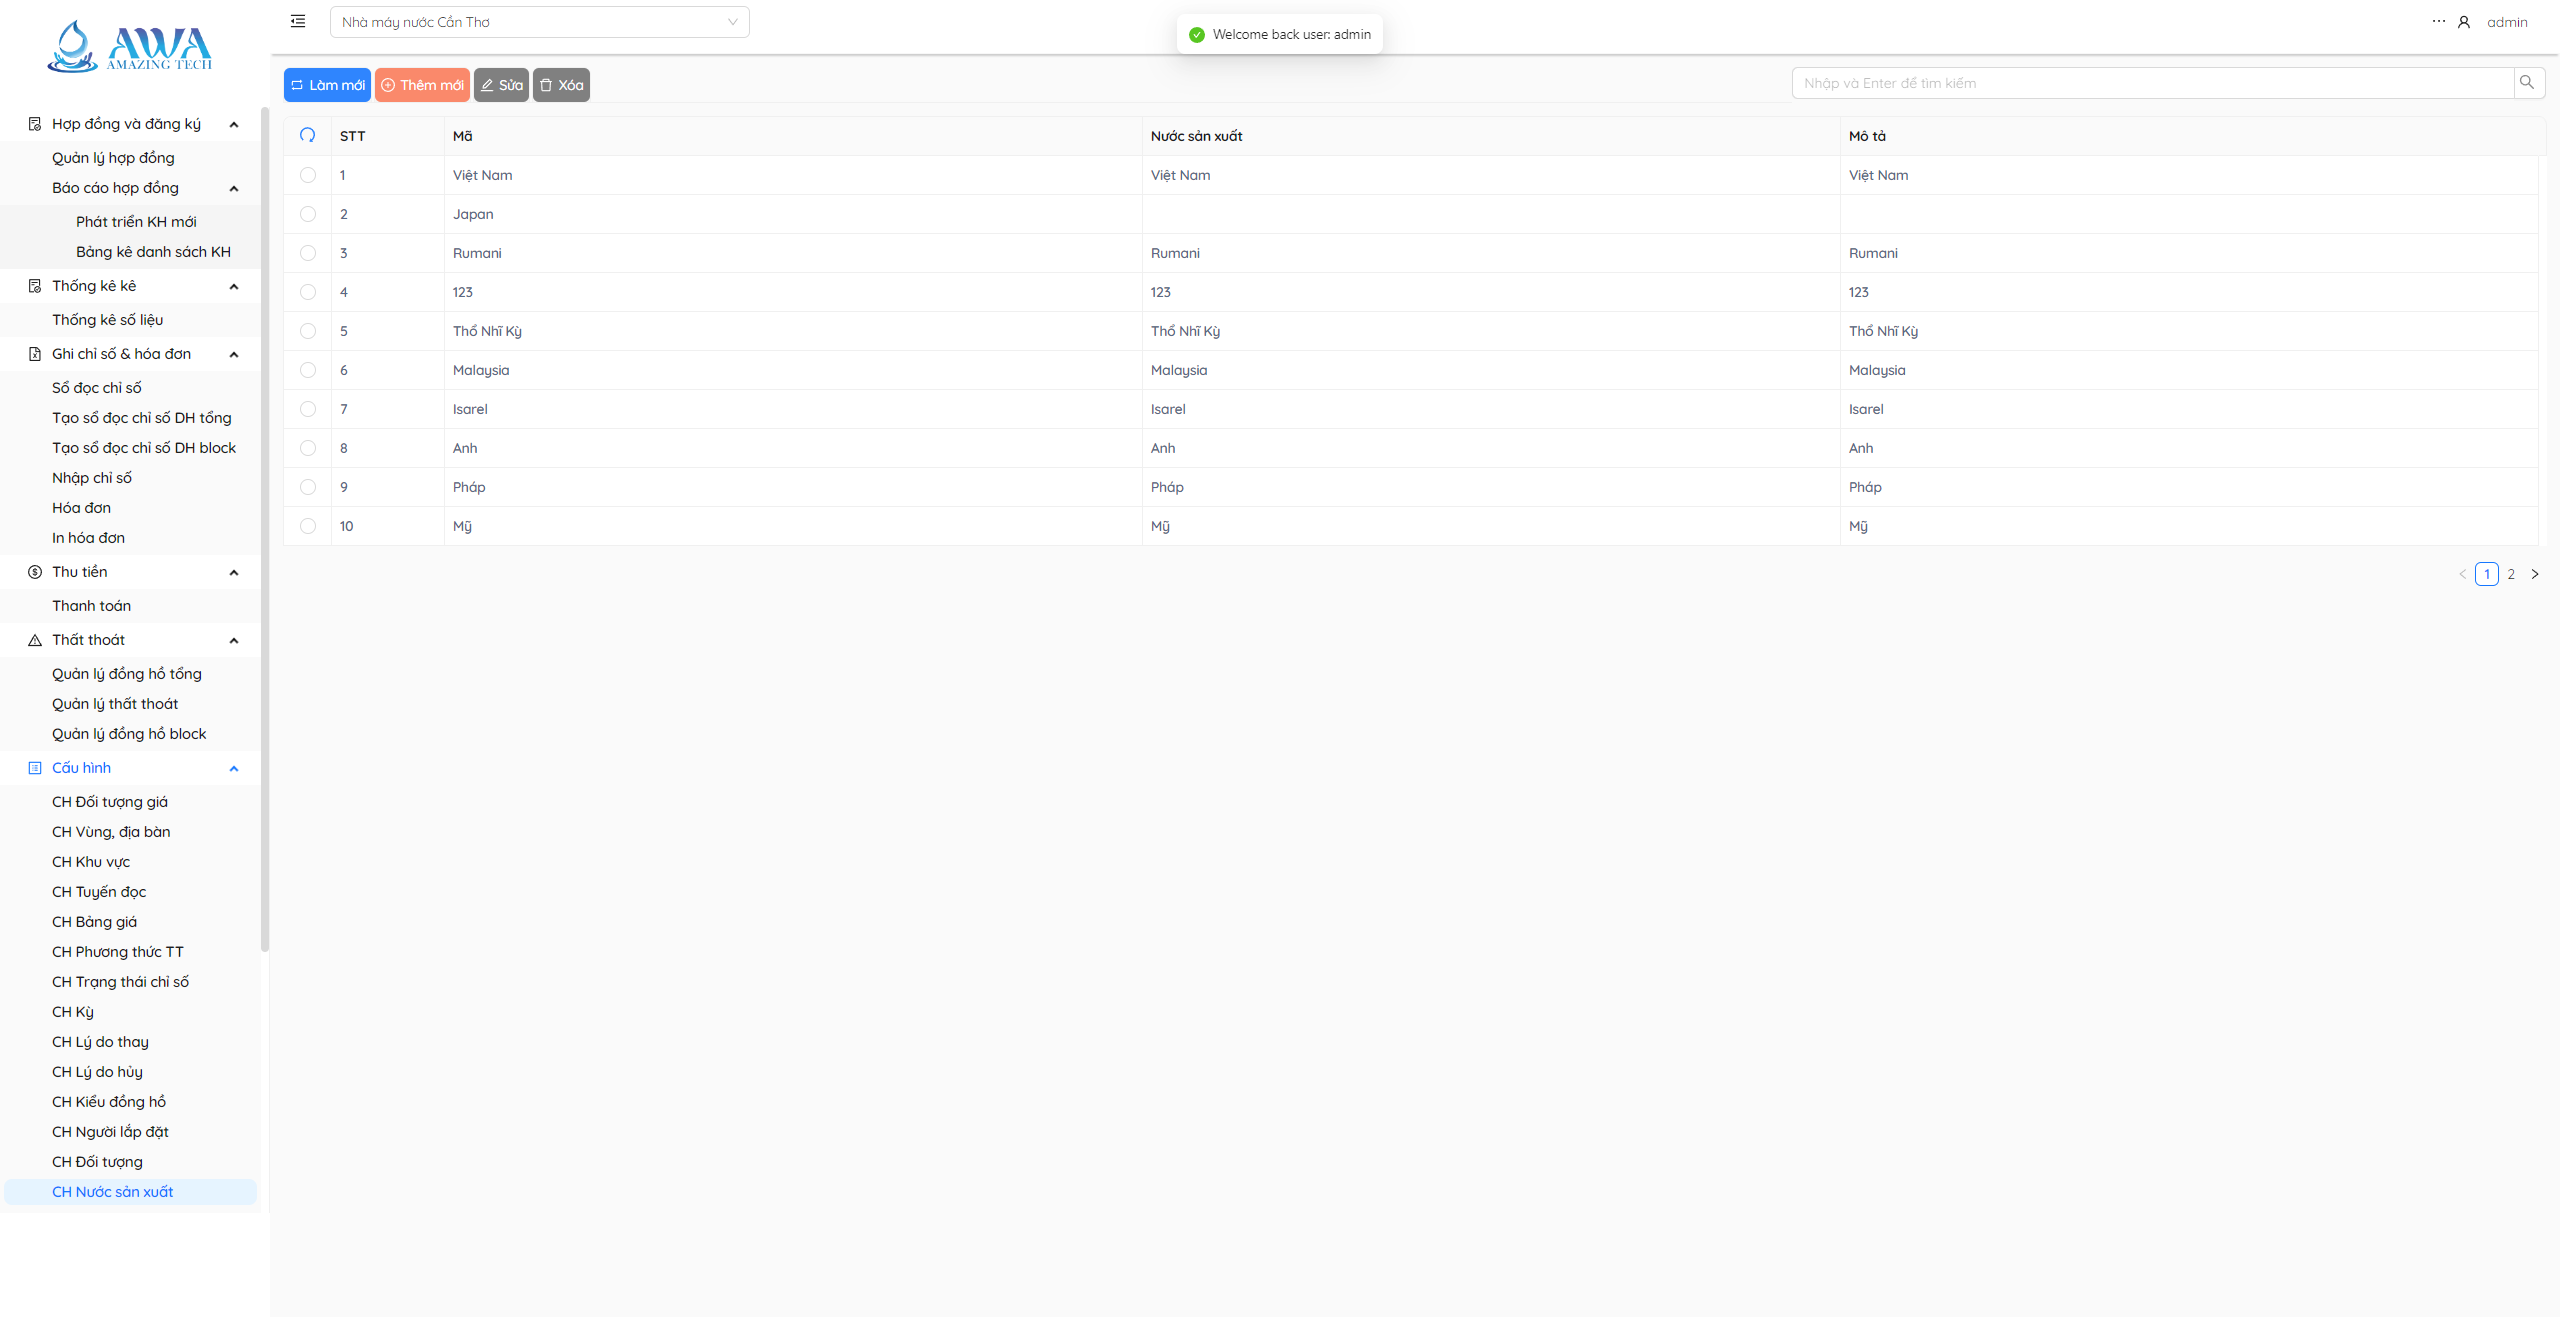 AWA
AMAZING TECH
Nhà máy nước Cần Thơ
Welcome back user: admin
admin
Làm mới
Thêm mới
Sửa
Xóa
Nhập và Enter để tìm kiếm
Hợp đồng và đăng ký
Quản lý hợp đồng
Báo cáo hợp đồng
Phát triển KH mới
Bảng kê danh sách KH
Thống kê kê
Thống kê số liệu
Ghi chỉ số & hóa đơn
Sổ đọc chỉ số
Tạo sổ đọc chỉ số DH tổng
Tạo sổ đọc chỉ số DH block
Nhập chỉ số
Hóa đơn
In hóa đơn
Thu tiền
Thanh toán
Thất thoát
Quản lý đồng hồ tổng
Quản lý thất thoát
Quản lý đồng hồ block
Cấu hình
CH Đối tượng giá
CH Vùng, địa bàn
CH Khu vực
CH Tuyến đọc
CH Bảng giá
CH Phương thức TT
CH Trạng thái chỉ số
CH Kỳ
CH Lý do thay
CH Lý do hủy
CH Kiểu đồng hồ
CH Người lắp đặt
CH Đối tượng
CH Nước sản xuất
STT Mã Nước sản xuất Mô tả
1 Việt Nam Việt Nam Việt Nam
2 Japan
3 Rumani Rumani Rumani
4 123 123 123
5 Thổ Nhĩ Kỳ Thổ Nhĩ Kỳ Thổ Nhĩ Kỳ
6 Malaysia Malaysia Malaysia
7 Isarel Isarel Isarel
8 Anh Anh Anh
9 Pháp Pháp Pháp
10 Mỹ Mỹ Mỹ
< 1 2 >